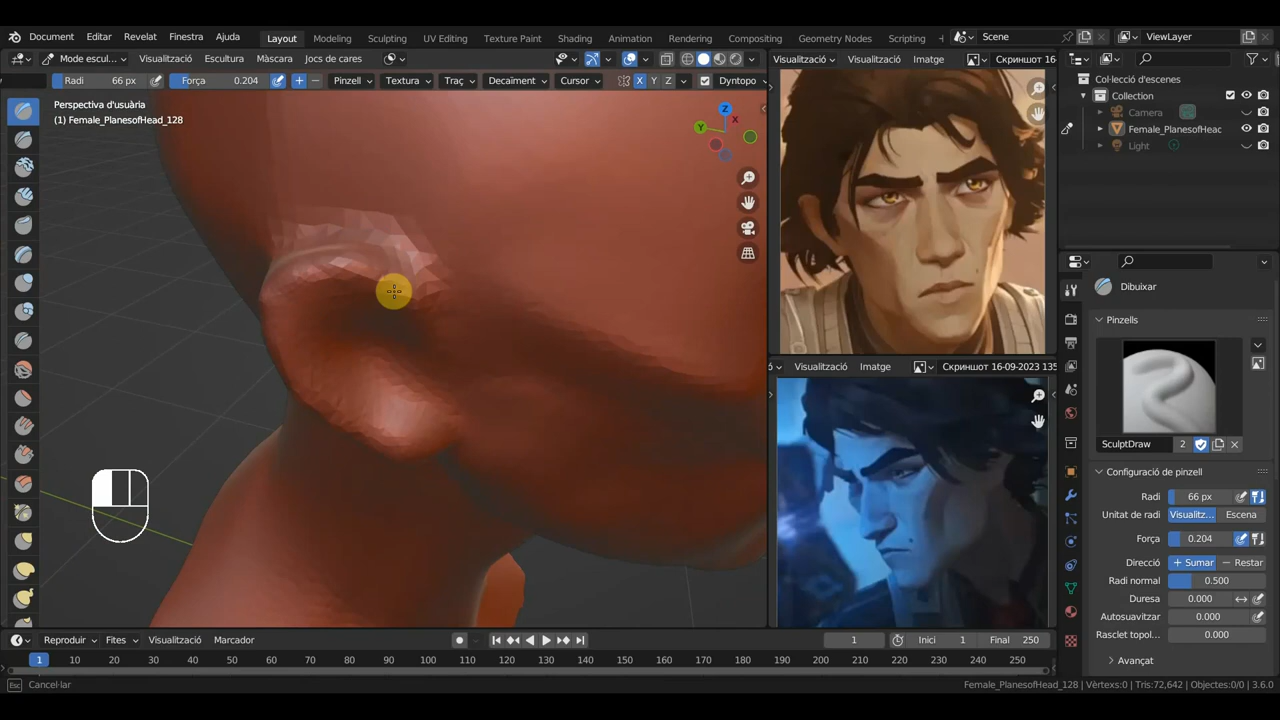 Document Editar Revelat Finestra Ajuda Layout Modeling Sculpting UV Editing Texture Paint Shading Animation Rendering Compositing Geometry Nodes Scripting Scene ViewLayer
Mode escul... Visualització Escultura Màscara Jocs de cares
Visualització Visualització Imatge Скриншот 16
Radi 66 px Força 0.204 Pinzell Textura Traç Decaïment Cursor X Y Z Dyntopo
Perspectiva d'usuària
(1) Female_PlanesofHead_128
Z
Y
X
Col·lecció d'escenes
Collection
Camera
Female_PlanesofHeac
Light
Dibuixar
Pinzells
ó Visualització Imatge Скриншот 16-09-2023 135
SculptDraw 2
Configuració de pinzell
Radi 66 px
Unitat de radi Visualitz... Escena
Força 0.204
Direcció + Sumar — Restar
Radi normal 0.500
Duresa 0.000
Autosuavitzar 0.000
Rasclet topol... 0.000
Avançat
Reproduir Fites Visualització Marcador 1 Inici 1 Final 250
1 10 20 30 40 50 60 70 80 90 100 110 120 130 140 150 160 170 180 190 200 210 220 230 240 250
Esc Cancel·lar
Female_PlanesofHead_128 | Vèrtexs:0 | Tris:72,642 | Objectes:0/0 | 3.6.0